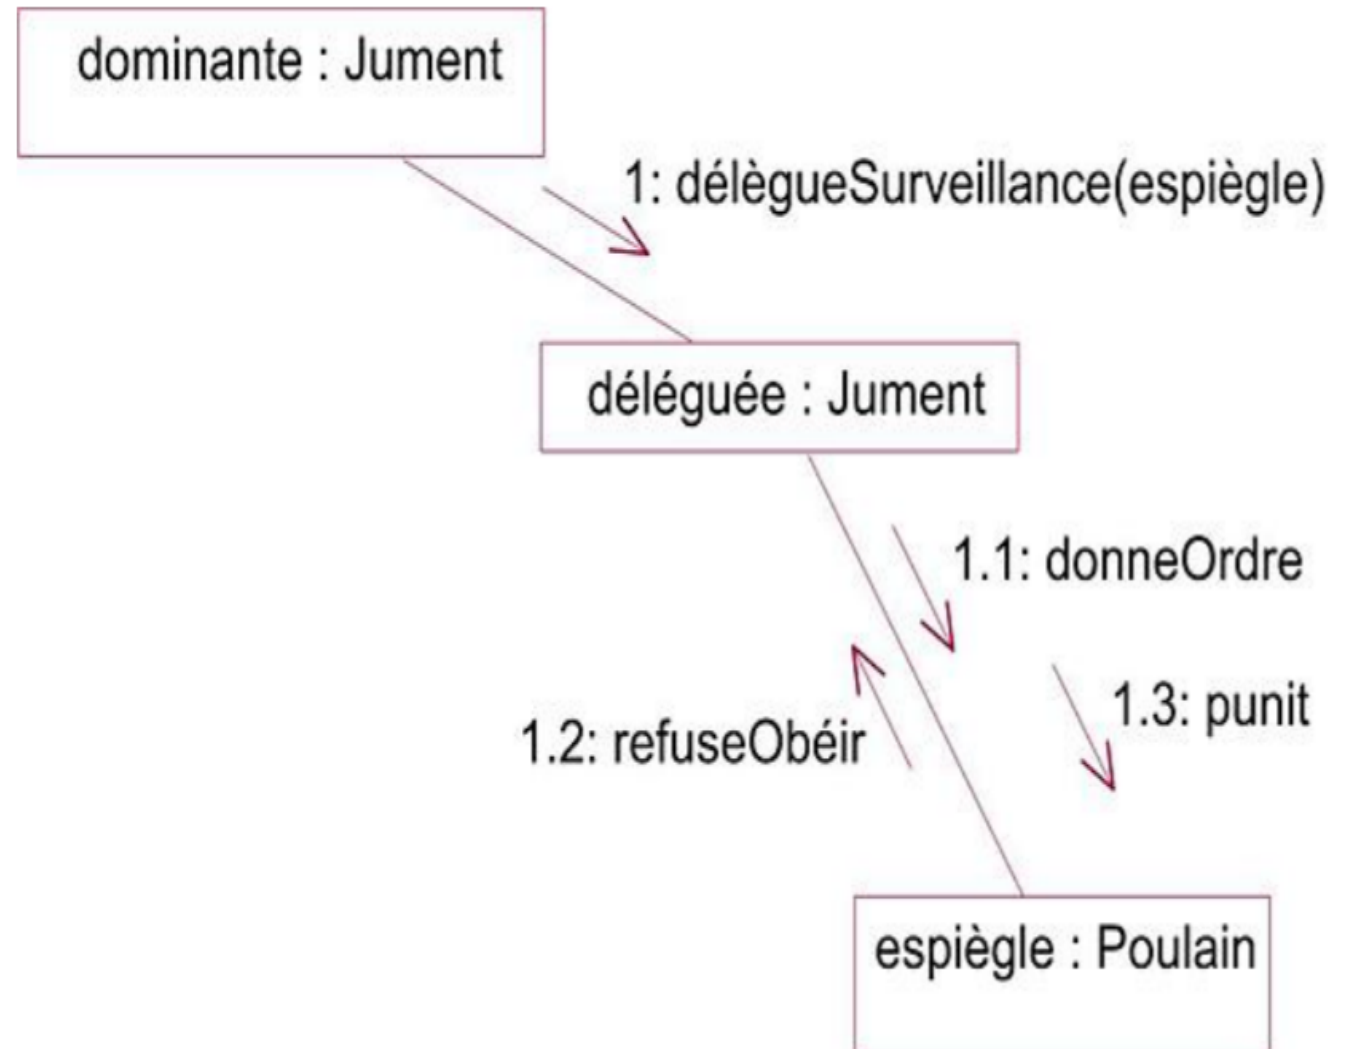 dominante : Jument
1: délègueSurveillance(espiègle)
déléguée : Jument
1.1: donneOrdre
1.3: punit
1.2: refuseObéir
espiègle : Poulain